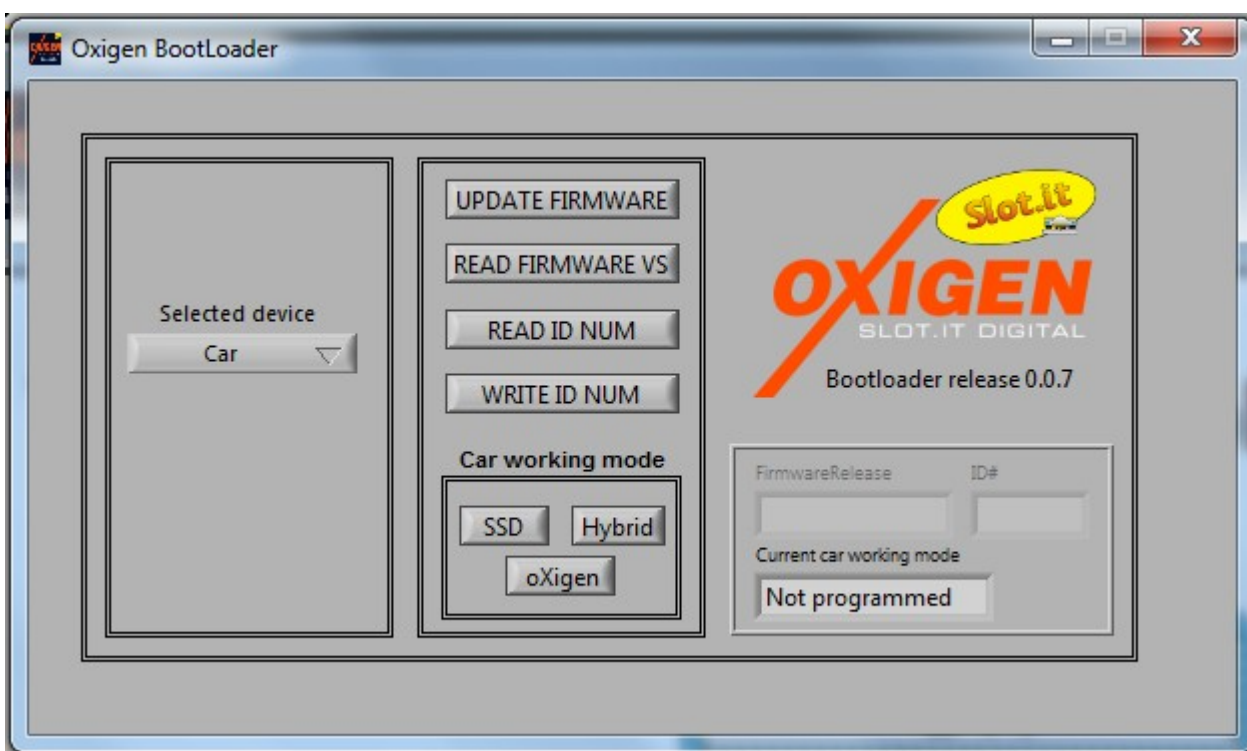 Oxigen BootLoader
Selected device
Car
UPDATE FIRMWARE
READ FIRMWARE VS
READ ID NUM
WRITE ID NUM
Car working mode
SSD
Hybrid
oXigen
Slot.it
OXIGEN
SLOT.IT DIGITAL
Bootloader release 0.0.7
FirmwareRelease
ID#
Current car working mode
Not programmed